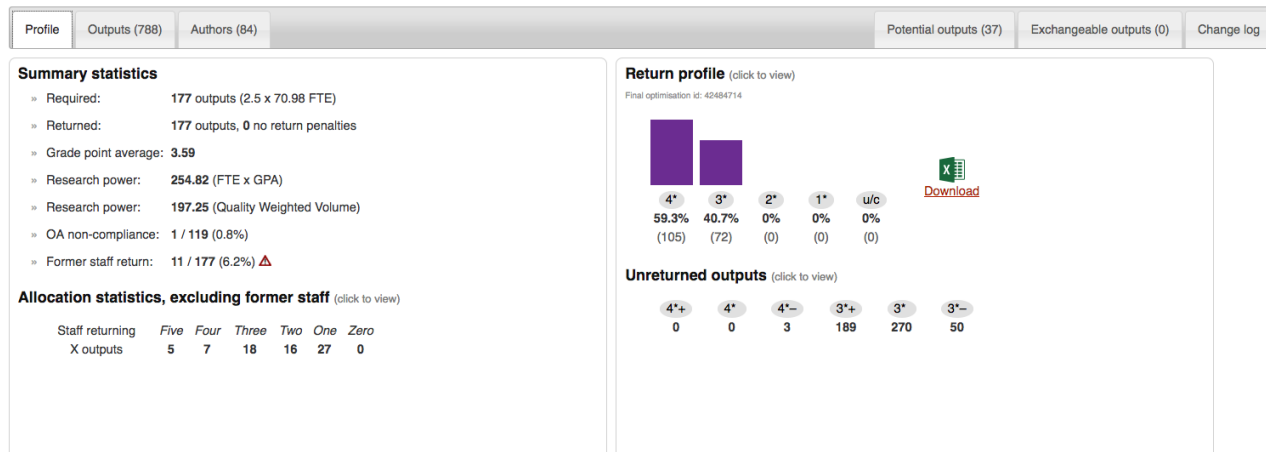 Profile Outputs (788) Authors (84) Potential outputs (37) Exchangeable outputs (0) Change log
Summary statistics
» Required: 177 outputs (2.5 x 70.98 FTE)
» Returned: 177 outputs, 0 no return penalties
» Grade point average: 3.59
» Research power: 254.82 (FTE x GPA)
» Research power: 197.25 (Quality Weighted Volume)
» OA non-compliance: 1 / 119 (0.8%)
» Former staff return: 11 / 177 (6.2%)
Allocation statistics, excluding former staff (click to view)
Staff returning Five Four Three Two One Zero
X outputs 5 7 18 16 27 0
Return profile (click to view)
Final optimisation id: 42484714
4* 3* 2* 1* u/c
59.3% 40.7% 0% 0% 0%
(105) (72) (0) (0) (0)
Download
Unreturned outputs (click to view)
4*+ 4* 4*– 3*+ 3* 3*–
0 0 3 189 270 50